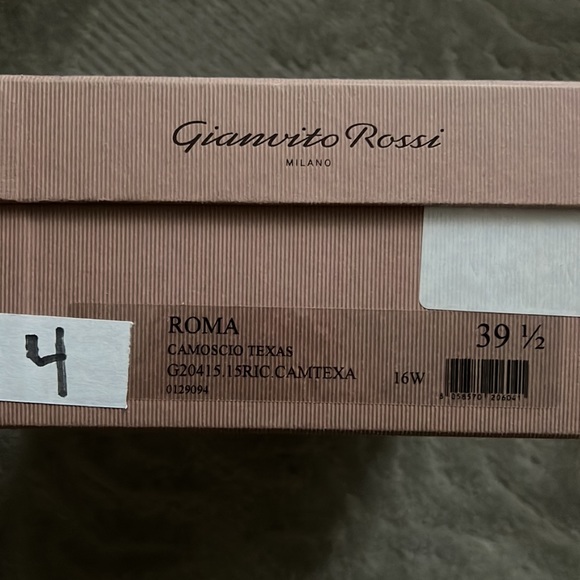 Gianvito Rossi
MILANO
ROMA
39 ½
CAMOSCIO TEXAS
G20415.15RIC.CAMTEXA
16W
0129094
4